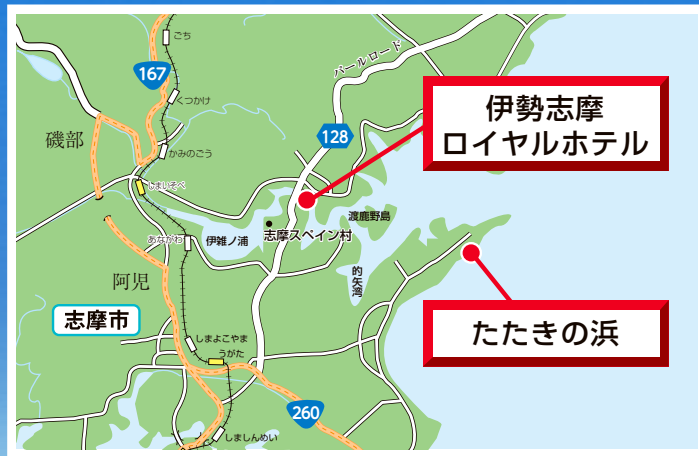 ごち
167
パールロード
くつかけ
伊勢志摩
ロイヤルホテル
128
磯部
かみのごう
しまいそべ
渡鹿野島
志摩スペイン村
あながわ
伊雑ノ浦
的矢湾
阿児
志摩市
たたきの浜
しまよこやま
うがた
260
しましんめい